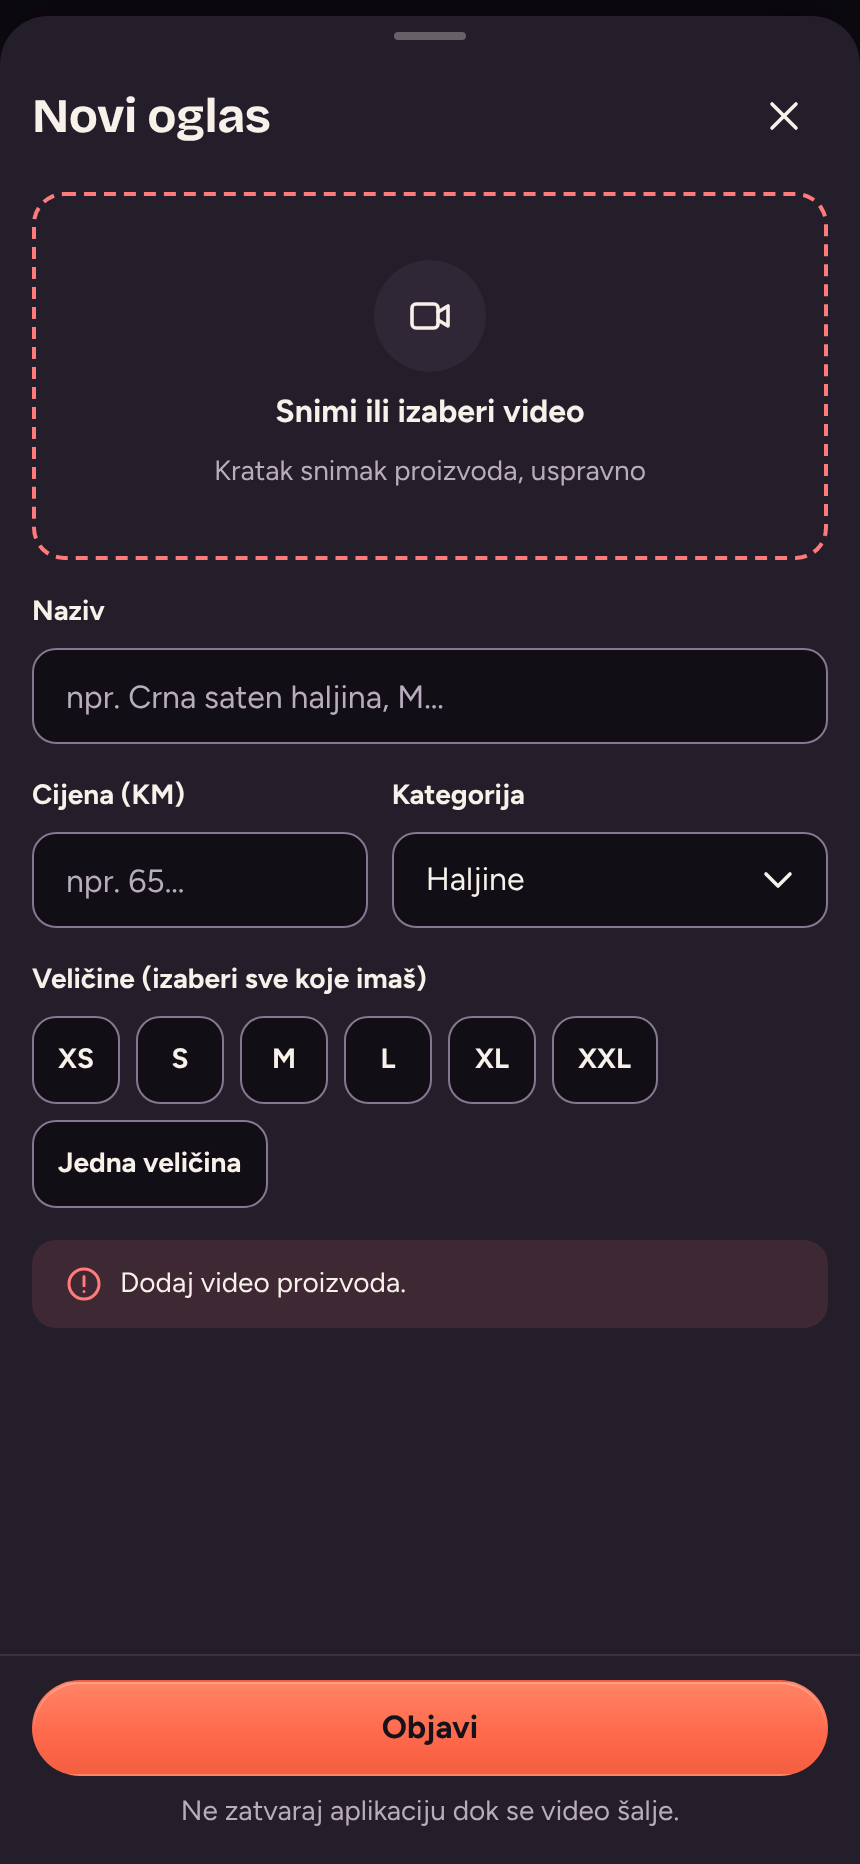 Novi oglas
Snimi ili izaberi video
Kratak snimak proizvoda, uspravno
Naziv
npr. Crna saten haljina, M...
Cijena (KM)
Kategorija
npr. 65...
Haljine
Veličine (izaberi sve koje imaš)
XS S M L XL XXL
Jedna veličina
Dodaj video proizvoda.
Objavi
Ne zatvaraj aplikaciju dok se video šalje.